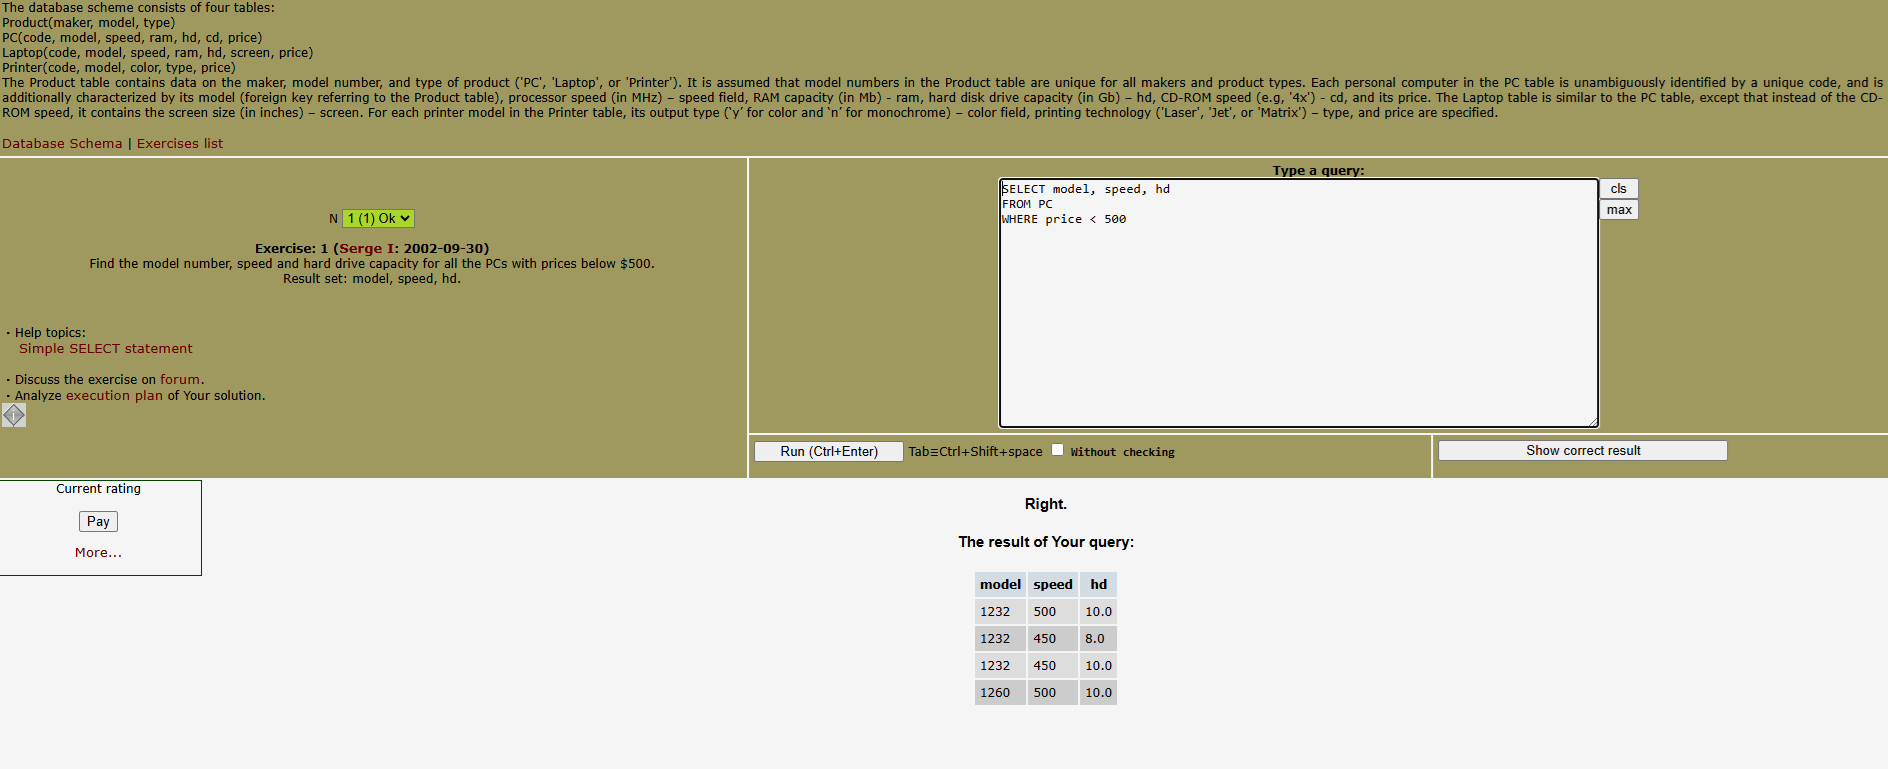 The database scheme consists of four tables:
Product(maker, model, type)
PC(code, model, speed, ram, hd, cd, price)
Laptop(code, model, speed, ram, hd, screen, price)
Printer(code, model, color, type, price)
The Product table contains data on the maker, model number, and type of product ('PC', 'Laptop', or 'Printer'). It is assumed that model numbers in the Product table are unique for all makers and product types. Each personal computer in the PC table is unambiguously identified by a unique code, and is
additionally characterized by its model (foreign key referring to the Product table), processor speed (in MHz) – speed field, RAM capacity (in Mb) - ram, hard disk drive capacity (in Gb) – hd, CD-ROM speed (e.g, '4x') - cd, and its price. The Laptop table is similar to the PC table, except that instead of the CD-
ROM speed, it contains the screen size (in inches) – screen. For each printer model in the Printer table, its output type (‘y’ for color and ‘n’ for monochrome) – color field, printing technology ('Laser', 'Jet', or 'Matrix') – type, and price are specified.
Database Schema | Exercises list
N 1 (1) Ok
Exercise: 1 (Serge I: 2002-09-30)
Find the model number, speed and hard drive capacity for all the PCs with prices below $500.
Result set: model, speed, hd.
· Help topics:
Simple SELECT statement
· Discuss the exercise on forum.
· Analyze execution plan of Your solution.
Type a query:
SELECT model, speed, hd
FROM PC
WHERE price < 500
cls
max
Run (Ctrl+Enter) Tab≡Ctrl+Shift+space Without checking
Show correct result
Current rating
Pay
More...
Right.
The result of Your query:
model speed hd
1232 500 10.0
1232 450 8.0
1232 450 10.0
1260 500 10.0